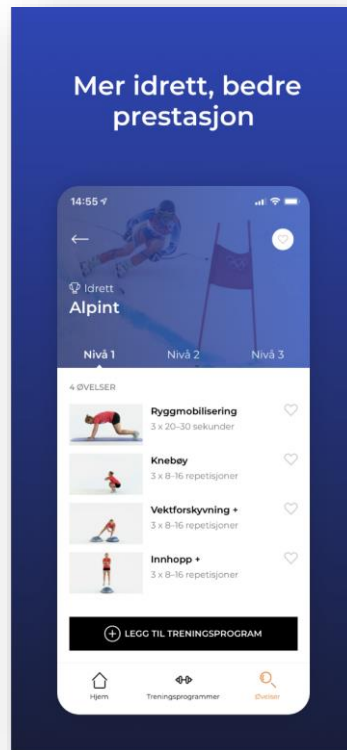 Mer idrett, bedre
prestasjon
14:55
Idrett
Alpint
Nivå 1 Nivå 2 Nivå 3
4 ØVELSER
Ryggmobilisering
3 x 20–30 sekunder
Knebøy
3 x 8–16 repetisjoner
Vektforskyvning +
3 x 8–16 repetisjoner
Innhopp +
3 x 8–16 repetisjoner
LEGG TIL TRENINGSPROGRAM
Hjem Treningsprogrammer Øvelser